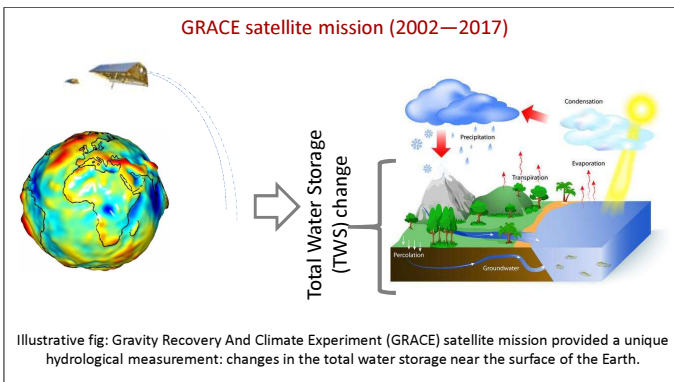 GRACE satellite mission (2002—2017)
Total Water Storage
(TWS) change
Condensation
Precipitation
Evaporation
Transpiration
Percolation
Groundwater
Illustrative fig: Gravity Recovery And Climate Experiment (GRACE) satellite mission provided a unique
hydrological measurement: changes in the total water storage near the surface of the Earth.